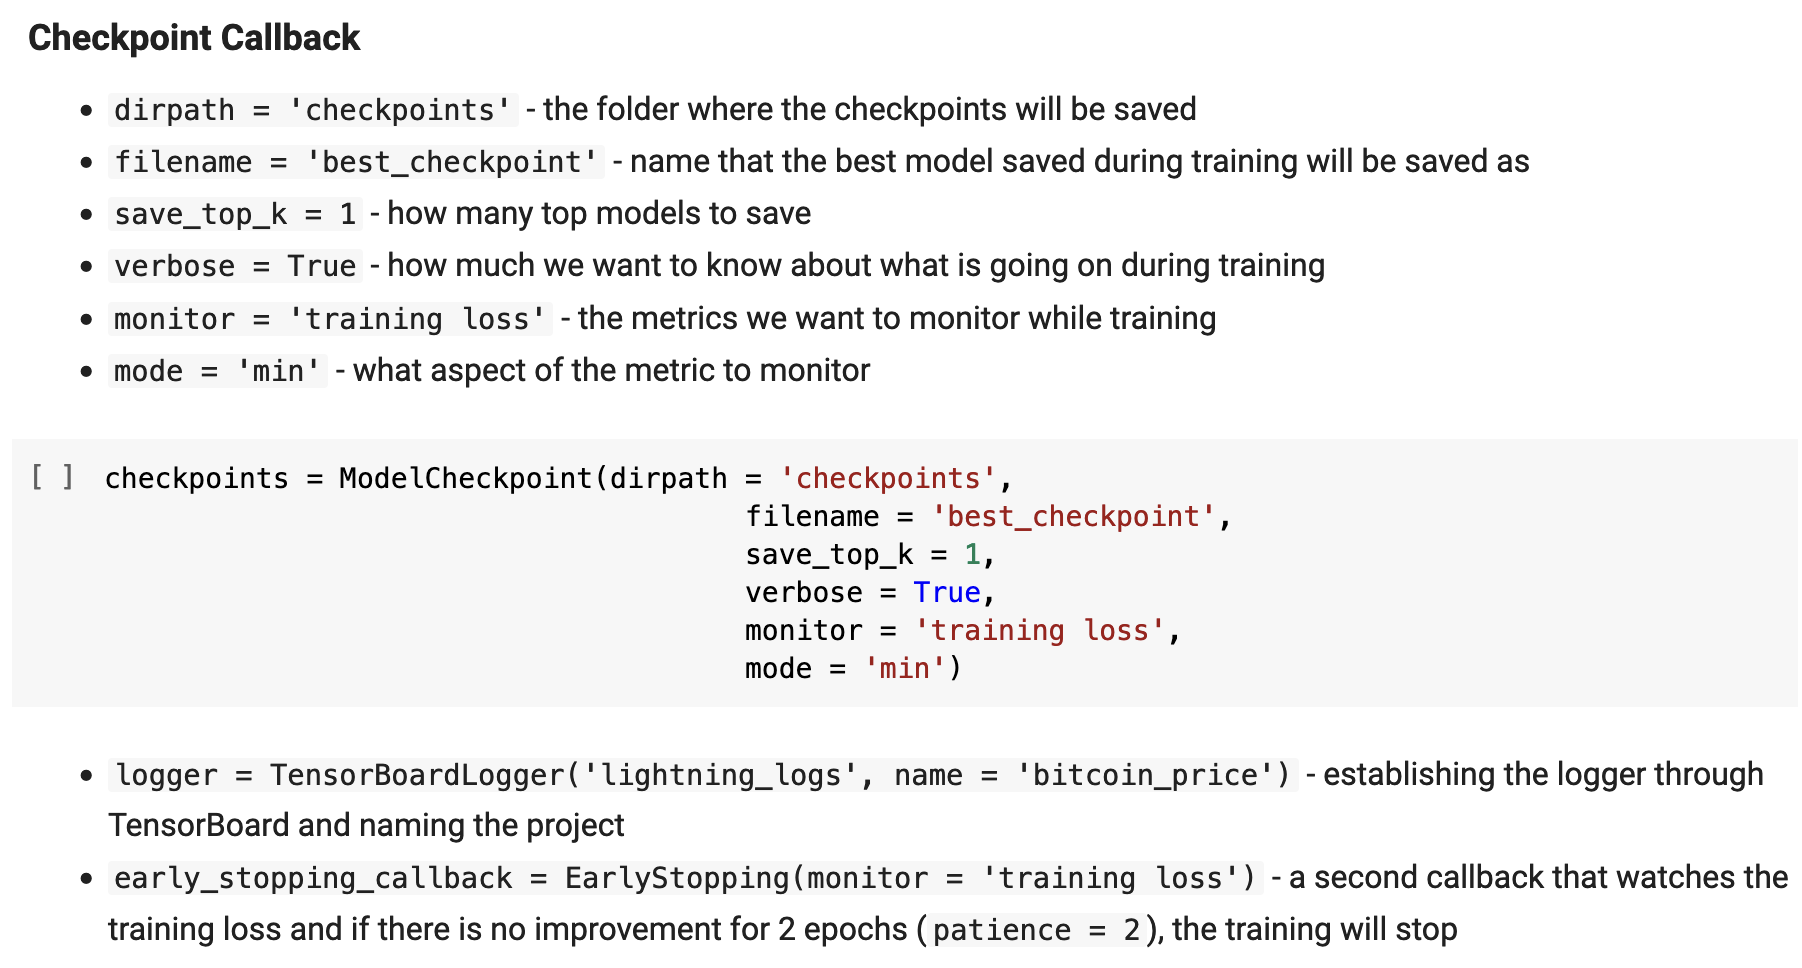 Checkpoint Callback
• dirpath = 'checkpoints' - the folder where the checkpoints will be saved
• filename = 'best_checkpoint' - name that the best model saved during training will be saved as
• save_top_k = 1 - how many top models to save
• verbose = True - how much we want to know about what is going on during training
• monitor = 'training loss' - the metrics we want to monitor while training
• mode = 'min' - what aspect of the metric to monitor
[ ] checkpoints = ModelCheckpoint(dirpath = 'checkpoints',
filename = 'best_checkpoint',
save_top_k = 1,
verbose = True,
monitor = 'training loss',
mode = 'min')
• logger = TensorBoardLogger('lightning_logs', name = 'bitcoin_price') - establishing the logger through
TensorBoard and naming the project
• early_stopping_callback = EarlyStopping(monitor = 'training loss') - a second callback that watches the
training loss and if there is no improvement for 2 epochs (patience = 2), the training will stop